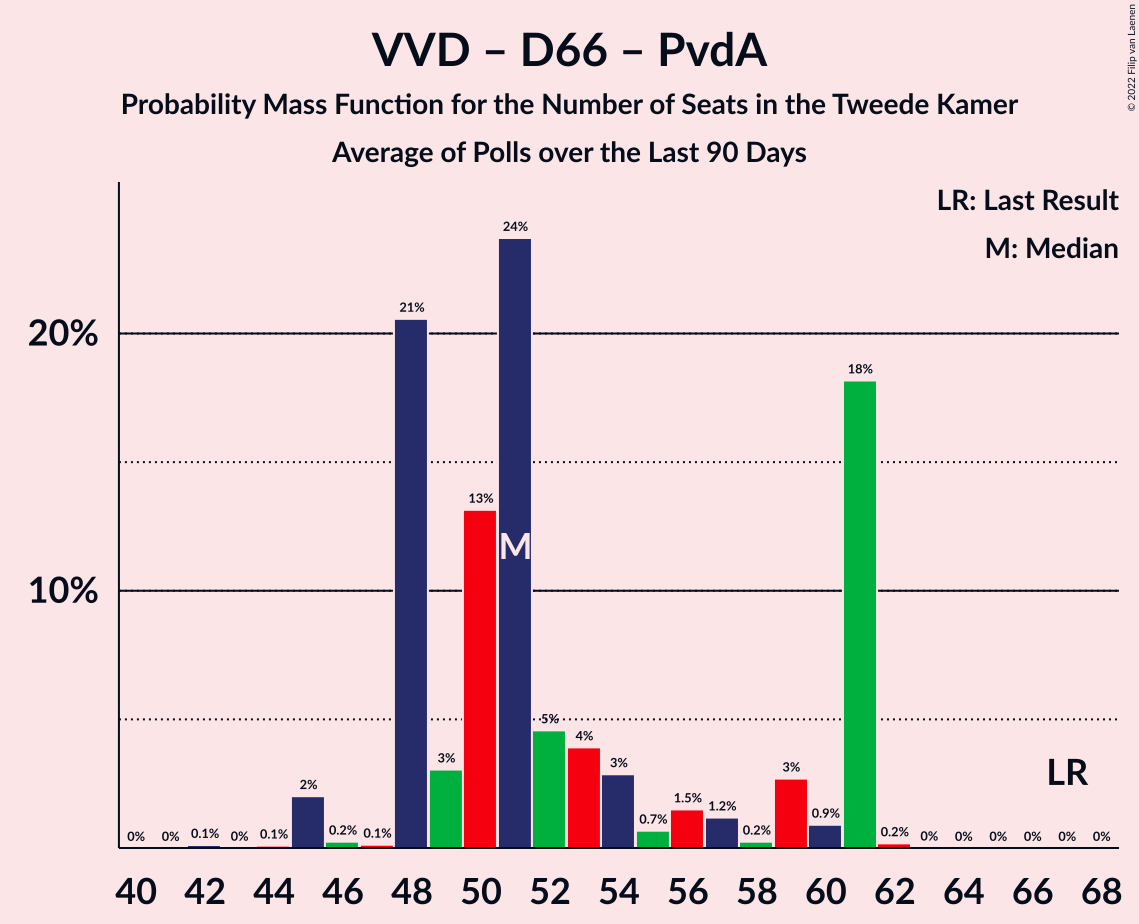 VVD – D66 – PvdA
Probability Mass Function for the Number of Seats in the Tweede Kamer
Average of Polls over the Last 90 Days
© 2022 Filip van Laenen
LR: Last Result
M: Median
20%
10%
0% 0% 0.1% 0% 0.1% 2% 0.2% 0.1% 21% 3% 13% 24% 5% 4% 3% 0.7% 1.5% 1.2% 0.2% 3% 0.9% 18% 0.2% 0% 0% 0% 0% 0% 0%
M
LR
40 42 44 46 48 50 52 54 56 58 60 62 64 66 68